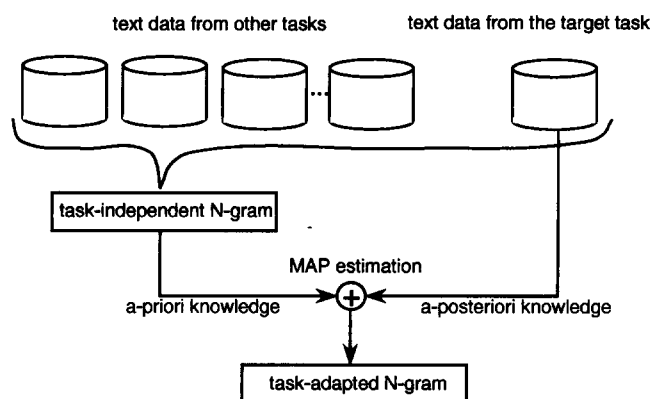 text data from other tasks
text data from the target task
...
task-independent N-gram
MAP estimation
+
a-priori knowledge
a-posteriori knowledge
task-adapted N-gram